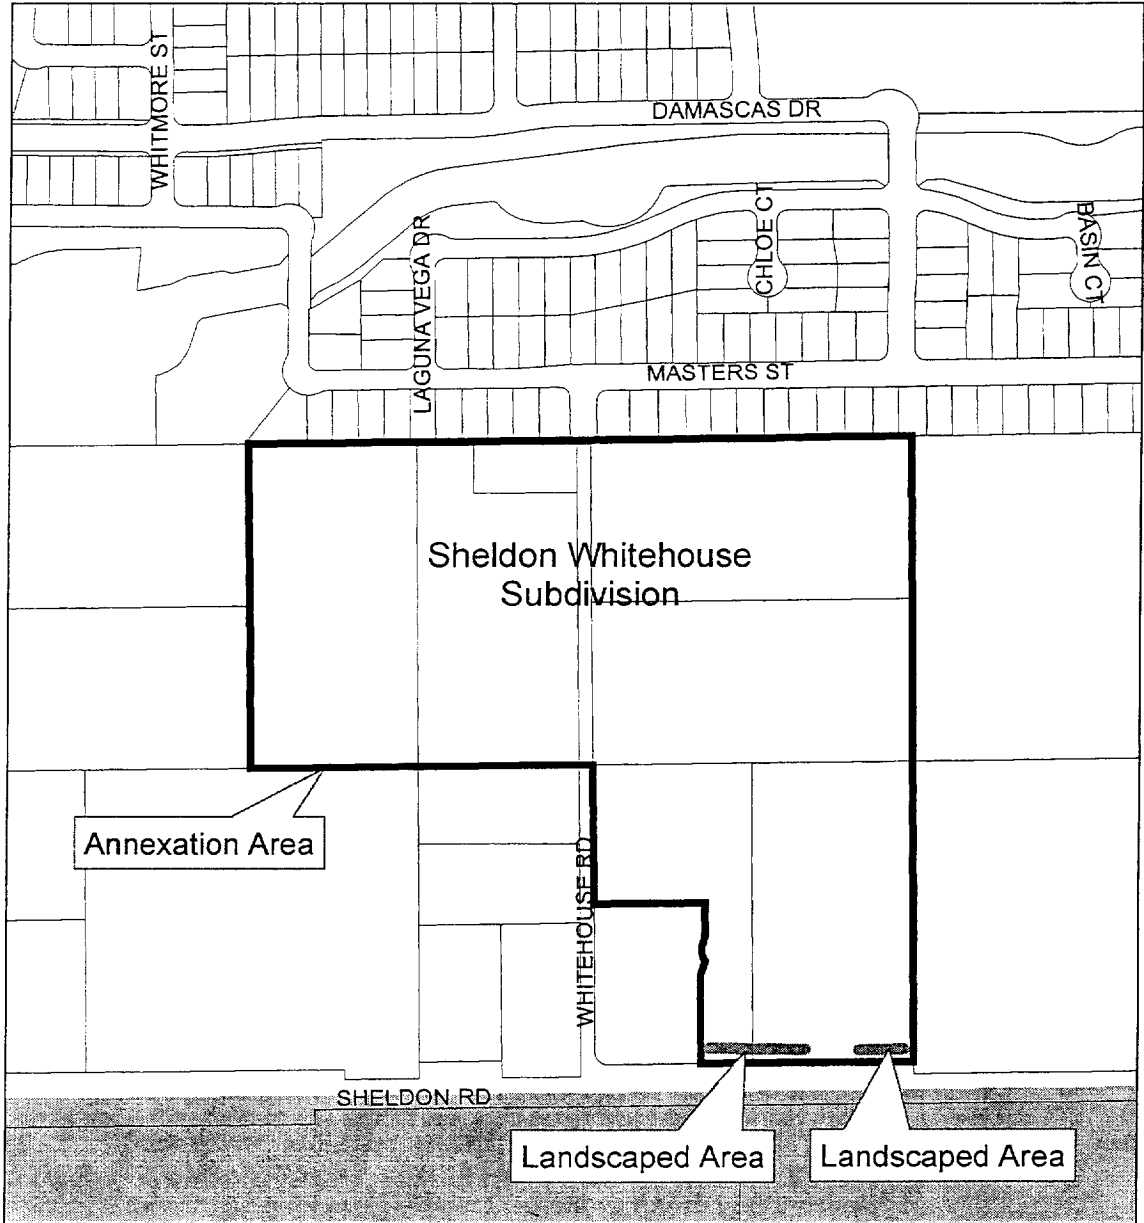 WHITMORE ST
DAMASCAS DR
LAGUNA VEGA DR
CHLOE CT
BASIN CT
MASTERS ST
Sheldon Whitehouse
Subdivision
Annexation Area
WHITEHOUSE RD
SHELDON RD
Landscaped Area
Landscaped Area